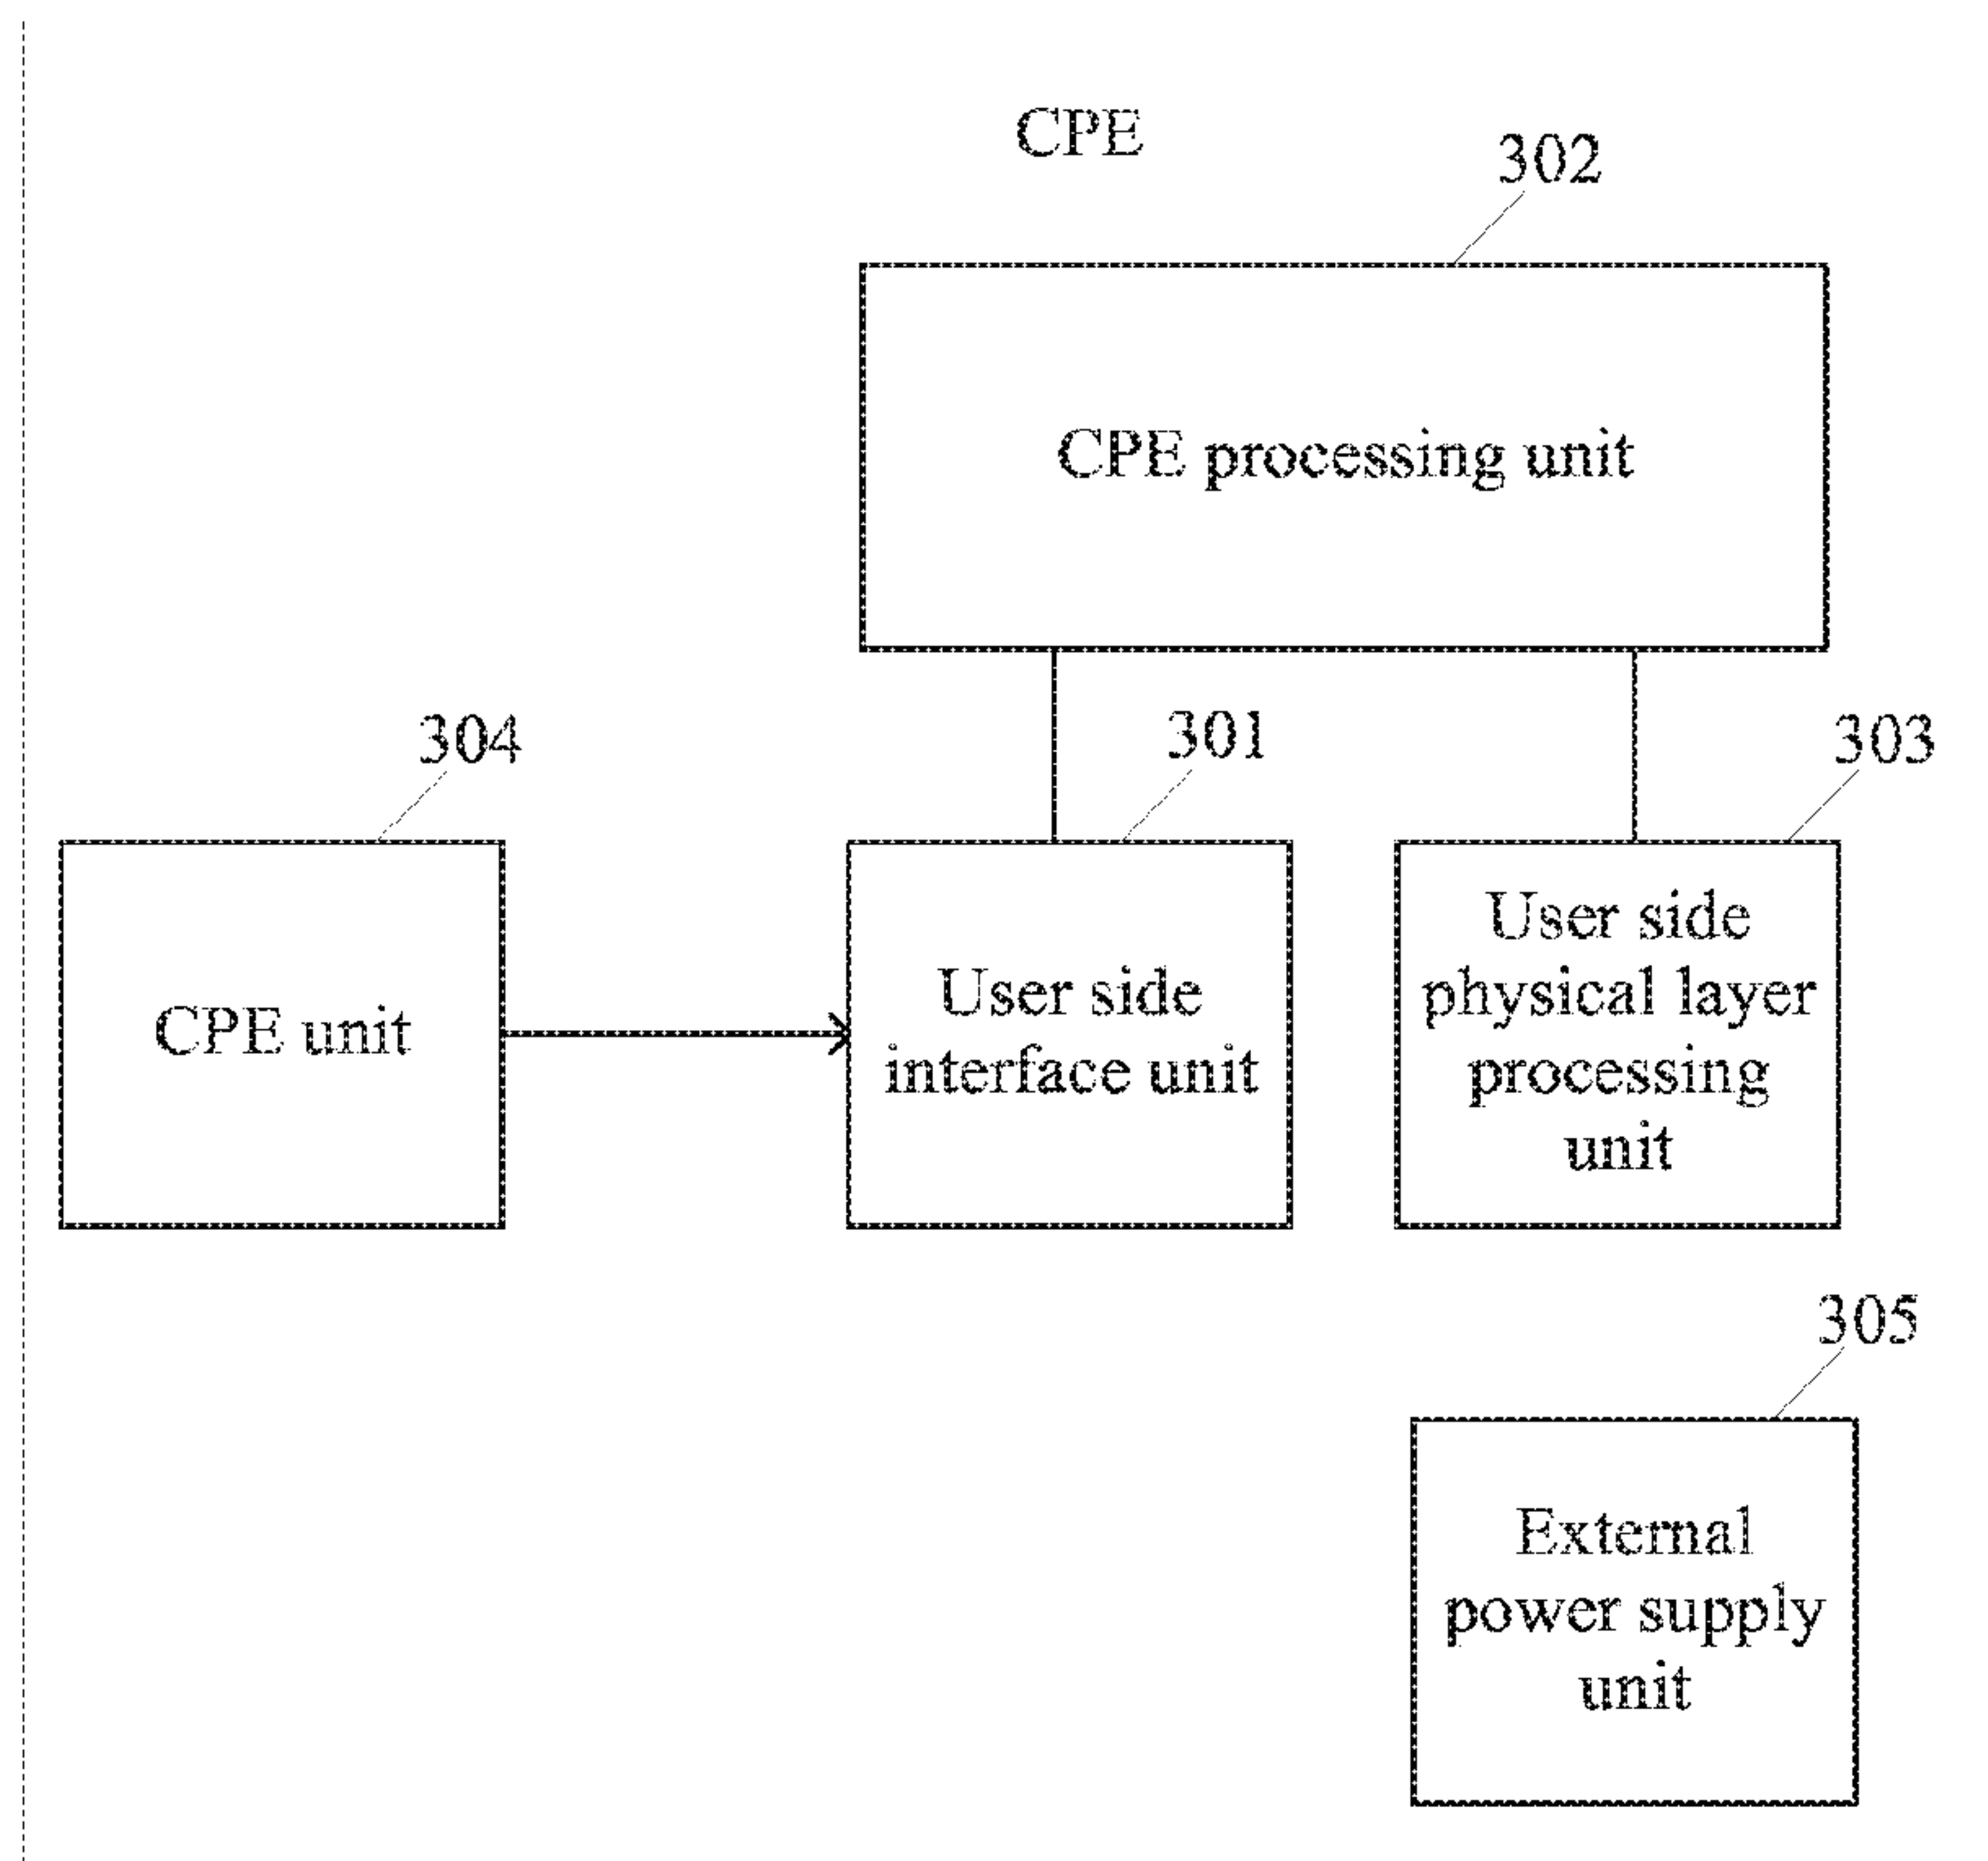 CPE
302
CPE processing unit
304
301
303
CPE unit
User side
interface unit
User side
physical layer
processing
unit
305
External
power supply
unit